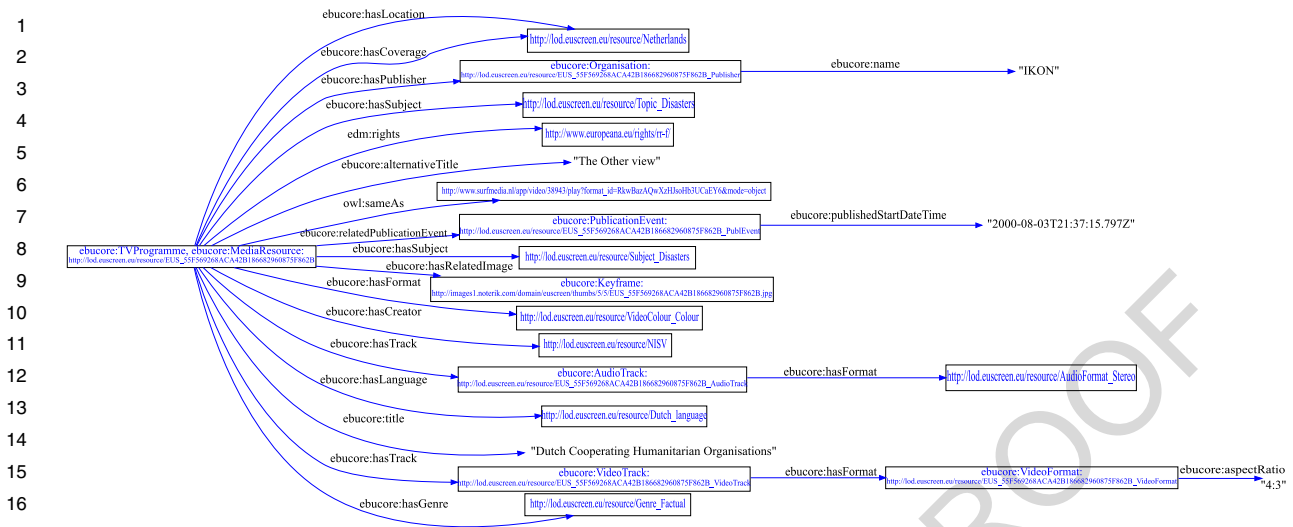 1
ebucore:hasLocation
http://lod.euscreen.eu/resource/Netherlands
2
ebucore:hasCoverage
ebucore:Organisation:
http://lod.euscreen.eu/resource/EUS_55F569268ACA42B186682960875F862B_Publisher
ebucore:name
"IKON"
3
ebucore:hasPublisher
ebucore:hasSubject
http://lod.euscreen.eu/resource/Topic_Disasters
4
edm:rights
http://www.europeana.eu/rights/rr-f/
5
ebucore:alternativeTitle
"The Other view"
6
http://www.surfmedia.nl/app/video/38943/play?format_id=RkwBazAQwXzHJsoHb3UCaEY6&mode=object
owl:sameAs
7
ebucore:PublicationEvent:
http://lod.euscreen.eu/resource/EUS_55F569268ACA42B186682960875F862B_PublEvent
ebucore:publishedStartDateTime
"2000-08-03T21:37:15.797Z"
ebucore:relatedPublicationEvent
8
ebucore:TVProgramme, ebucore:MediaResource:
http://lod.euscreen.eu/resource/EUS_55F569268ACA42B186682960875F862B
ebucore:hasSubject
http://lod.euscreen.eu/resource/Subject_Disasters
ebucore:hasRelatedImage
9
ebucore:hasFormat
ebucore:Keyframe:
http://images1.noterik.com/domain/euscreen/thumbs/5/5/EUS_55F569268ACA42B186682960875F862B.jpg
10
ebucore:hasCreator
http://lod.euscreen.eu/resource/VideoColour_Colour
11
ebucore:hasTrack
http://lod.euscreen.eu/resource/NISV
12
ebucore:hasLanguage
ebucore:AudioTrack:
http://lod.euscreen.eu/resource/EUS_55F569268ACA42B186682960875F862B_AudioTrack
ebucore:hasFormat
http://lod.euscreen.eu/resource/AudioFormat_Stereo
13
ebucore:title
http://lod.euscreen.eu/resource/Dutch_language
14
ebucore:hasTrack
"Dutch Cooperating Humanitarian Organisations"
15
ebucore:VideoTrack:
http://lod.euscreen.eu/resource/EUS_55F569268ACA42B186682960875F862B_VideoTrack
ebucore:hasFormat
ebucore:VideoFormat:
http://lod.euscreen.eu/resource/EUS_55F569268ACA42B186682960875F862B_VideoFormat
ebucore:aspectRatio
"4:3"
16
ebucore:hasGenre
http://lod.euscreen.eu/resource/Genre_Factual
ROOF